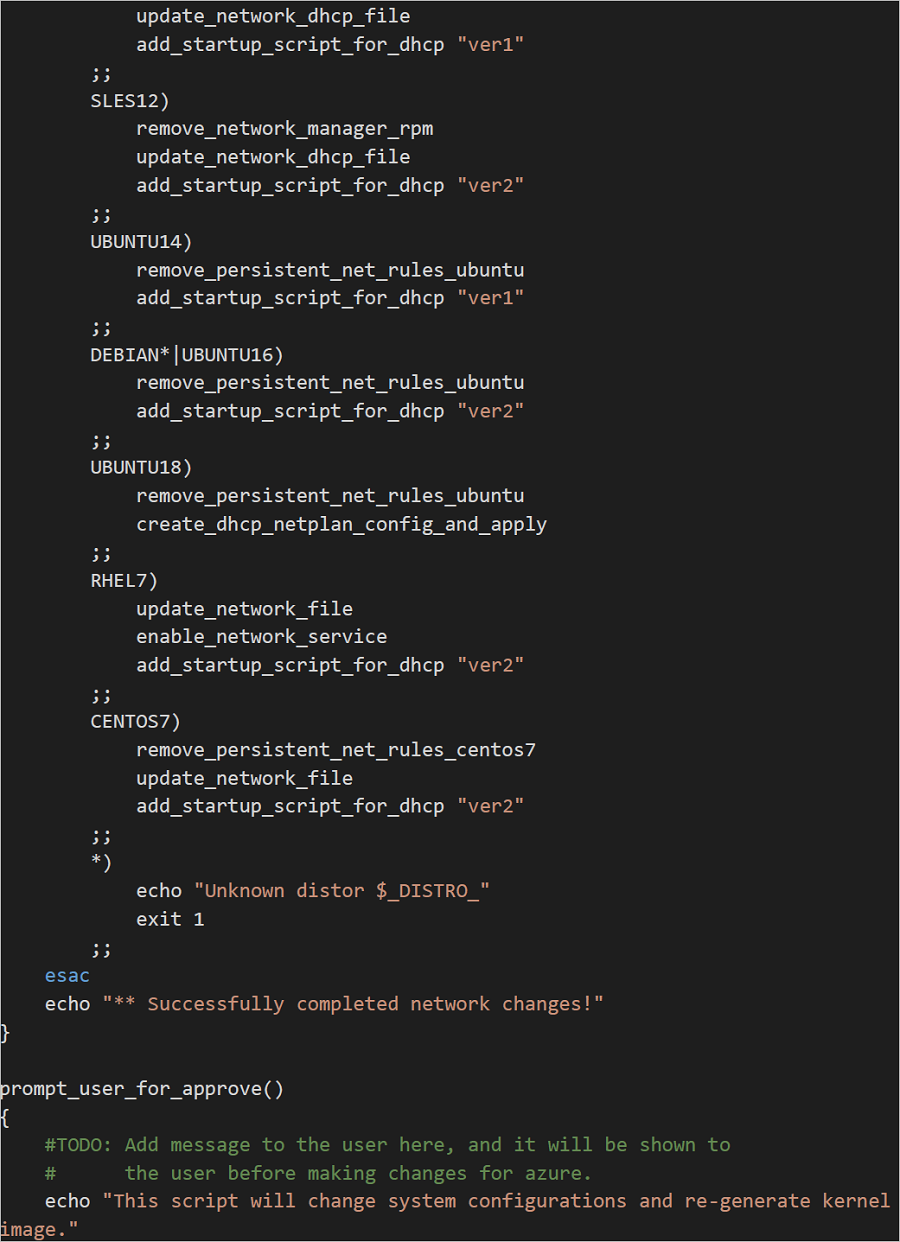 update_network_dhcp_file
        add_startup_script_for_dhcp "ver1"
    ;;
    SLES12)
        remove_network_manager_rpm
        update_network_dhcp_file
        add_startup_script_for_dhcp "ver2"
    ;;
    UBUNTU14)
        remove_persistent_net_rules_ubuntu
        add_startup_script_for_dhcp "ver1"
    ;;
    DEBIAN*|UBUNTU16)
        remove_persistent_net_rules_ubuntu
        add_startup_script_for_dhcp "ver2"
    ;;
    UBUNTU18)
        remove_persistent_net_rules_ubuntu
        create_dhcp_netplan_config_and_apply
    ;;
    RHEL7)
        update_network_file
        enable_network_service
        add_startup_script_for_dhcp "ver2"
    ;;
    CENTOS7)
        remove_persistent_net_rules_centos7
        update_network_file
        add_startup_script_for_dhcp "ver2"
    ;;
    *)
        echo "Unknown distor $_DISTRO_"
        exit 1
    ;;
esac
echo "** Successfully completed network changes!"
}
prompt_user_for_approve()
{
    #TODO: Add message to the user here, and it will be shown to
    #      the user before making changes for azure.
    echo "This script will change system configurations and re-generate kernel
image."